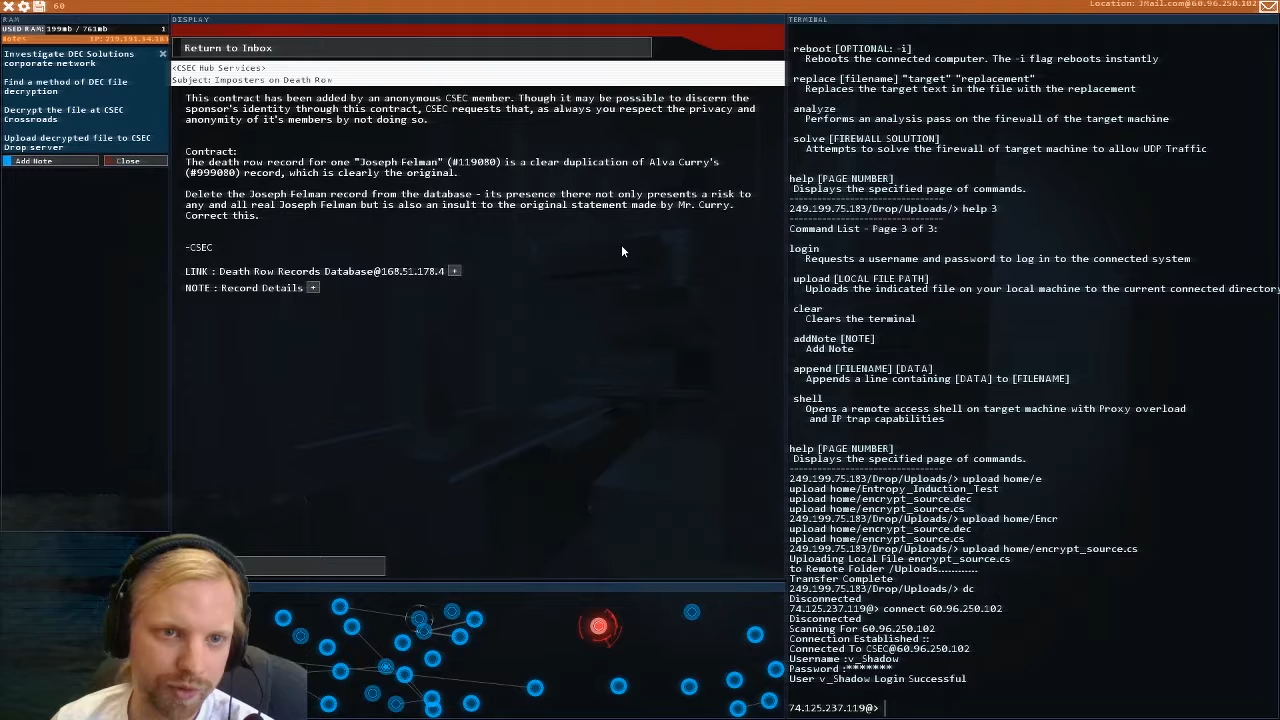 60
Location: JMail.com@60.96.250.102
RAM
USED RAM: 199mb / 761mb
1
notes
IP: 219.191.34.181
Investigate DEC Solutions
corporate network
Find a method of DEC file
decryption
Decrypt the file at CSEC
Crossroads
Upload decrypted file to CSEC
Drop server
Add Note
Close
DISPLAY
Return to Inbox
<CSEC Hub Services>
Subject: Imposters on Death Row
This contract has been added by an anonymous CSEC member. Though it may be possible to discern the
sponsor's identity through this contract, CSEC requests that, as always you respect the privacy and
anonymity of it's members by not doing so.
Contract:
The death row record for one "Joseph Felman" (#119080) is a clear duplication of Alva Curry's
(#999080) record, which is clearly the original.
Delete the Joseph Felman record from the database - its presence there not only presents a risk to
any and all real Joseph Felman but is also an insult to the original statement made by Mr. Curry.
Correct this.
-CSEC
LINK : Death Row Records Database@168.51.178.4 +
NOTE : Record Details +
TERMINAL
reboot [OPTIONAL: -i]
Reboots the connected computer. The -i flag reboots instantly
replace [filename] "target" "replacement"
Replaces the target text in the file with the replacement
analyze
Performs an analysis pass on the firewall of the target machine
solve [FIREWALL SOLUTION]
Attempts to solve the firewall of target machine to allow UDP Traffic
help [PAGE NUMBER]
Displays the specified page of commands.
---------------------------------
249.199.75.183/Drop/Uploads/> help 3
---------------------------------
Command List - Page 3 of 3:
login
Requests a username and password to log in to the connected system
upload [LOCAL FILE PATH]
Uploads the indicated file on your local machine to the current connected directory
clear
Clears the terminal
addNote [NOTE]
Add Note
append [FILENAME] [DATA]
Appends a line containing [DATA] to [FILENAME]
shell
Opens a remote access shell on target machine with Proxy overload
and IP trap capabilities
help [PAGE NUMBER]
Displays the specified page of commands.
---------------------------------
249.199.75.183/Drop/Uploads/> upload home/e
upload home/Entropy_Induction_Test
upload home/encrypt_source.dec
upload home/encrypt_source.cs
249.199.75.183/Drop/Uploads/> upload home/Encr
upload home/encrypt_source.dec
upload home/encrypt_source.cs
249.199.75.183/Drop/Uploads/> upload home/encrypt_source.cs
Uploading Local File encrypt_source.cs
to Remote Folder /Uploads............
Transfer Complete
249.199.75.183/Drop/Uploads/> dc
Disconnected
74.125.237.119@> connect 60.96.250.102
Disconnected
Scanning For 60.96.250.102
Connection Established ::
Connected To CSEC@60.96.250.102
Username :v_Shadow
Password :*******
User v_Shadow Login Successful
74.125.237.119@>